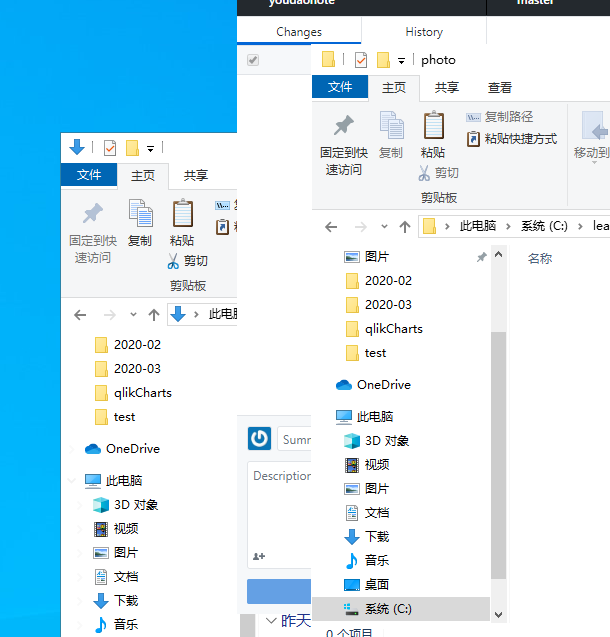 youdaonote
master
Changes
History
photo
文件
主页
共享
查看
固定到快速访问
复制
粘贴
复制路径
粘贴快捷方式
剪切
移动到
剪贴板
此电脑
系统 (C:)
lea
图片
2020-02
2020-03
qlikCharts
test
OneDrive
此电脑
3D 对象
视频
图片
文档
下载
音乐
桌面
系统 (C:)
名称
0 个项目
文件
主页
共享
固定到快速访问
复制
粘贴
剪切
剪贴板
此电脑
2020-02
2020-03
qlikCharts
test
OneDrive
此电脑
3D 对象
视频
图片
文档
下载
音乐
Summ
Description
昨天